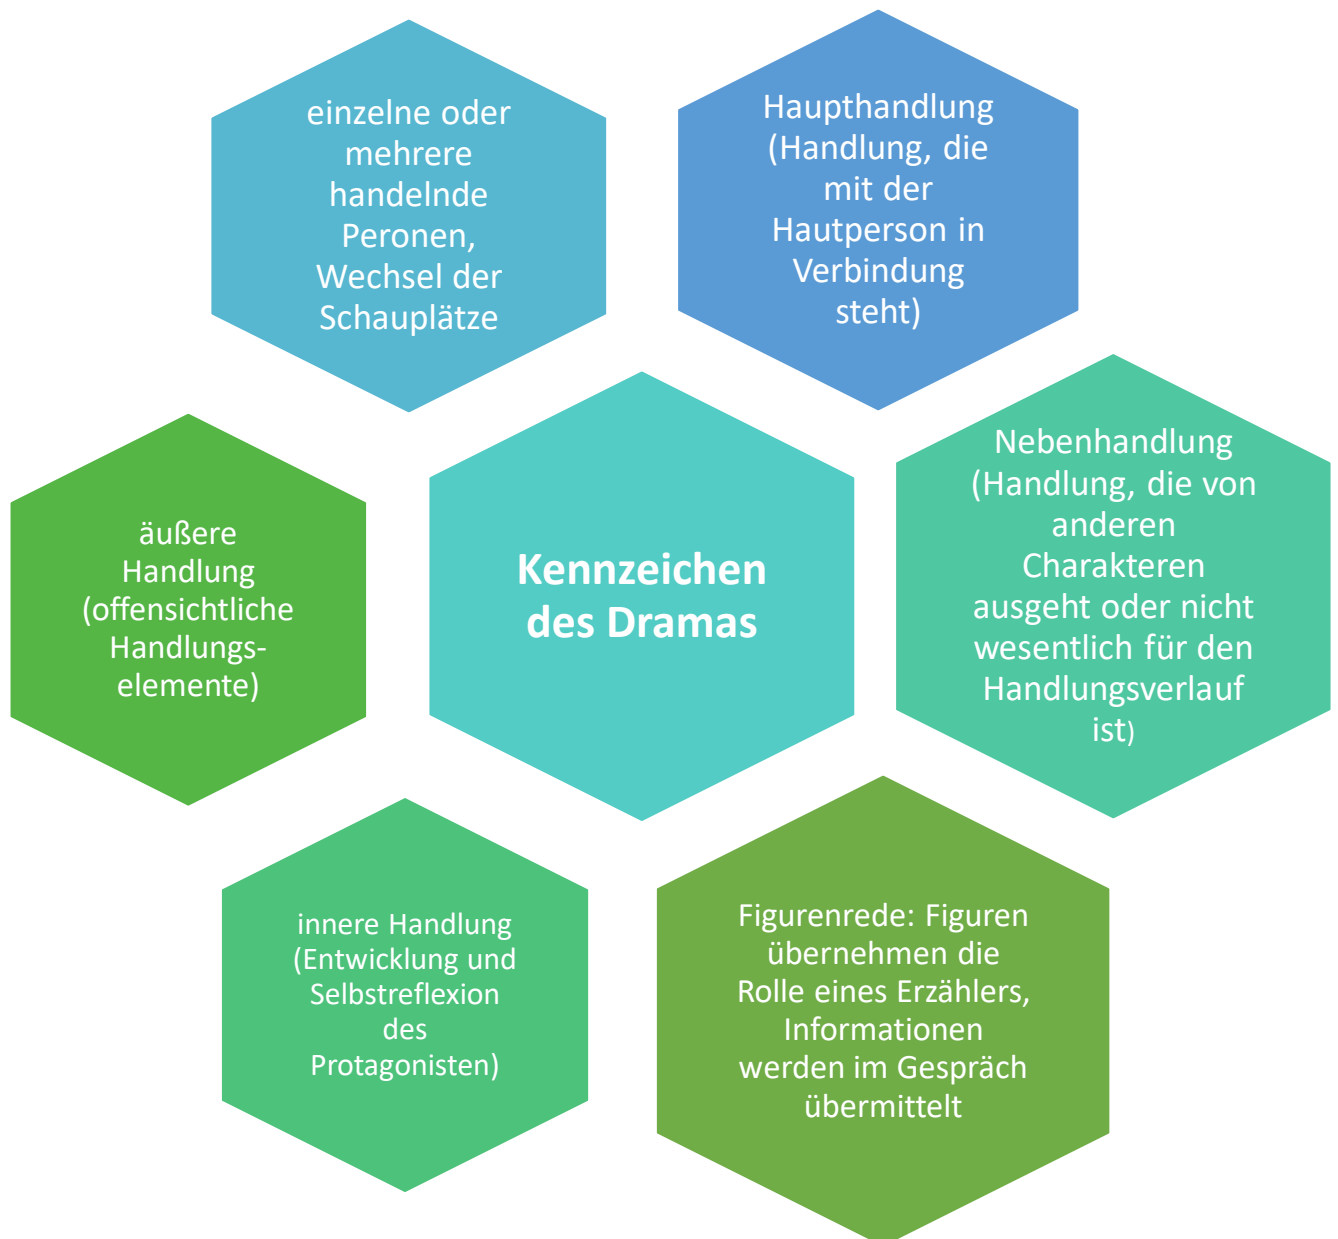 einzelne oder
mehrere
handelnde
Peronen,
Wechsel der
Schauplätze
Haupthandlung
(Handlung, die
mit der
Hautperson in
Verbindung
steht)
Nebenhandlung
(Handlung, die von
anderen
Charakteren
ausgeht oder nicht
wesentlich für den
Handlungsverlauf
ist)
äußere
Handlung
(offensichtliche
Handlungs-
elemente)
Kennzeichen
des Dramas
innere Handlung
(Entwicklung und
Selbstreflexion
des
Protagonisten)
Figurenrede: Figuren
übernehmen die
Rolle eines Erzählers,
Informationen
werden im Gespräch
übermittelt